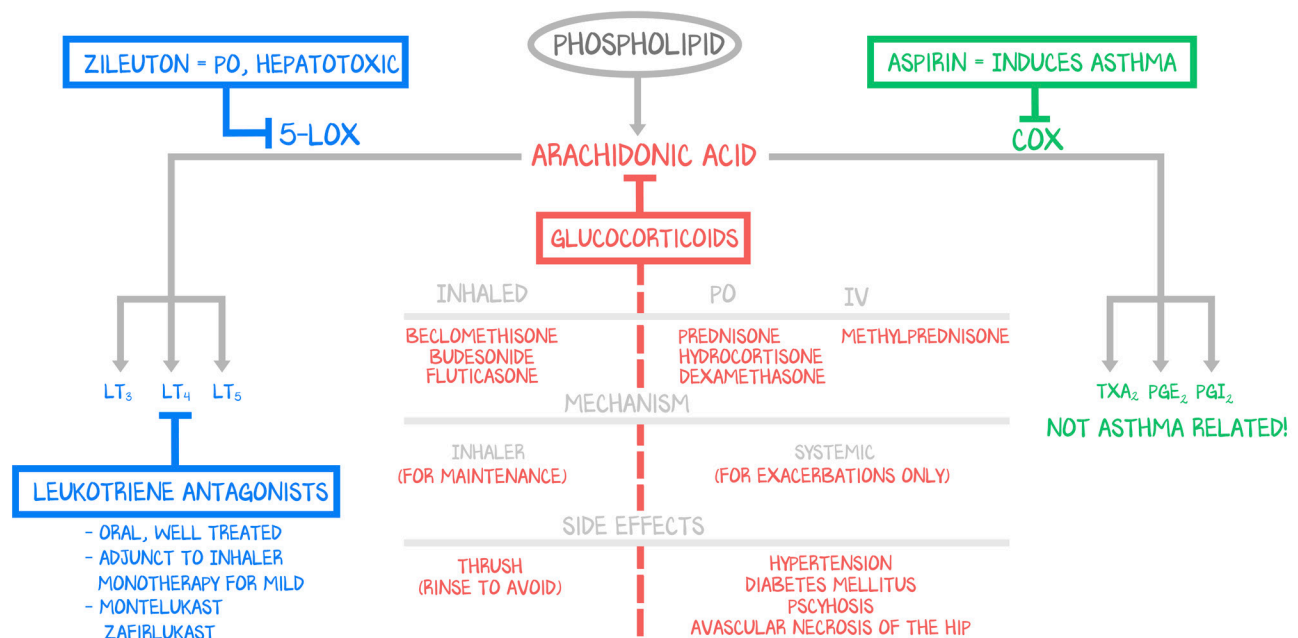 PHOSPHOLIPID
ZILEUTON = PO, HEPATOTOXIC
ASPIRIN = INDUCES ASTHMA
5-LOX
COX
ARACHIDONIC ACID
GLUCOCORTICOIDS
INHALED
PO
IV
BECLOMETHISONE
BUDESONIDE
FLUTICASONE
PREDNISONE
HYDROCORTISONE
DEXAMETHASONE
METHYLPREDNISONE
LT₃
LT₄
LT₅
TXA₂
PGE₂
PGI₂
NOT ASTHMA RELATED!
MECHANISM
INHALER
(FOR MAINTENANCE)
SYSTEMIC
(FOR EXACERBATIONS ONLY)
LEUKOTRIENE ANTAGONISTS
- ORAL, WELL TREATED
- ADJUNCT TO INHALER
MONOTHERAPY FOR MILD
- MONTELUKAST
ZAFIRLUKAST
SIDE EFFECTS
THRUSH
(RINSE TO AVOID)
HYPERTENSION
DIABETES MELLITUS
PSCYHOSIS
AVASCULAR NECROSIS OF THE HIP